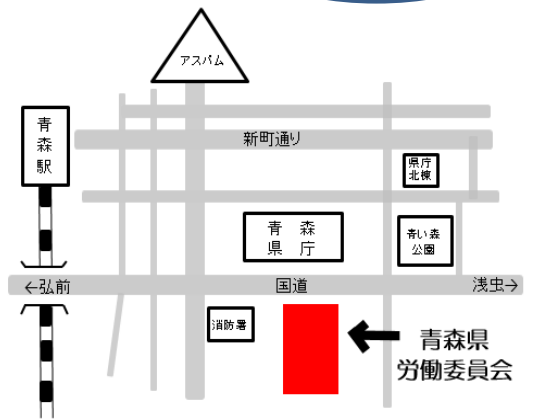 アスパム
青森駅
新町通り
県庁
北棟
青森
県庁
青い森
公園
←弘前
国道
浅虫→
消防署
青森県
労働委員会